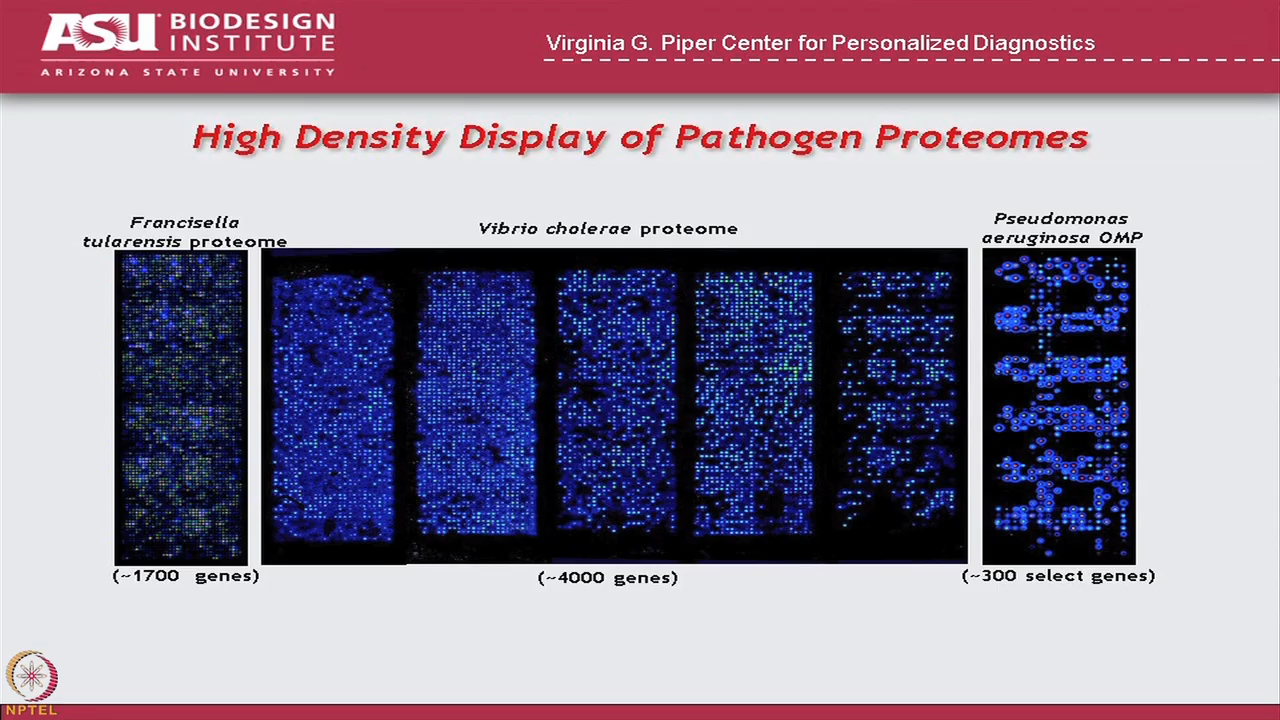 ASU BIODESIGN
INSTITUTE
ARIZONA STATE UNIVERSITY
Virginia G. Piper Center for Personalized Diagnostics
High Density Display of Pathogen Proteomes
Francisella
tularensis proteome
Vibrio cholerae proteome
Pseudomonas
aeruginosa OMP
(~1700 genes)
(~4000 genes)
(~300 select genes)
NPTEL